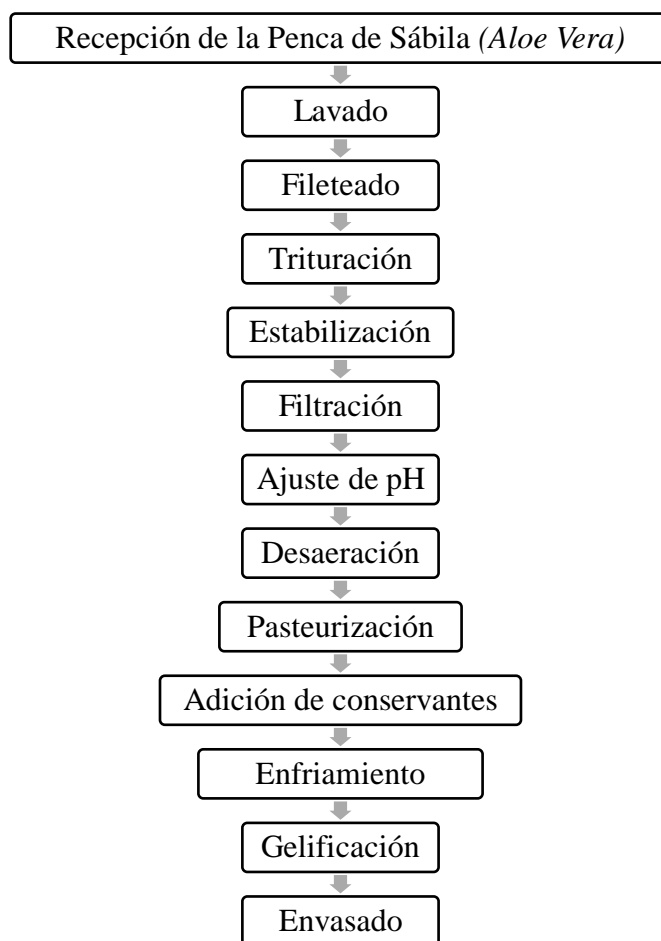 Recepción de la Penca de Sábila (Aloe Vera)
Lavado
Fileteado
Trituración
Estabilización
Filtración
Ajuste de pH
Desaeración
Pasteurización
Adición de conservantes
Enfriamiento
Gelificación
Envasado